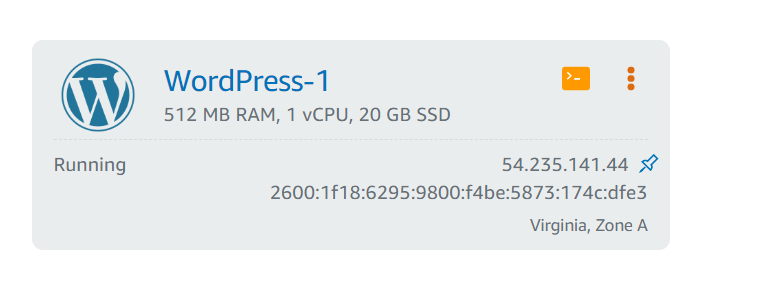 WordPress-1
512 MB RAM, 1 vCPU, 20 GB SSD
Running
54.235.141.44
2600:1f18:6295:9800:f4be:5873:174c:dfe3
Virginia, Zone A